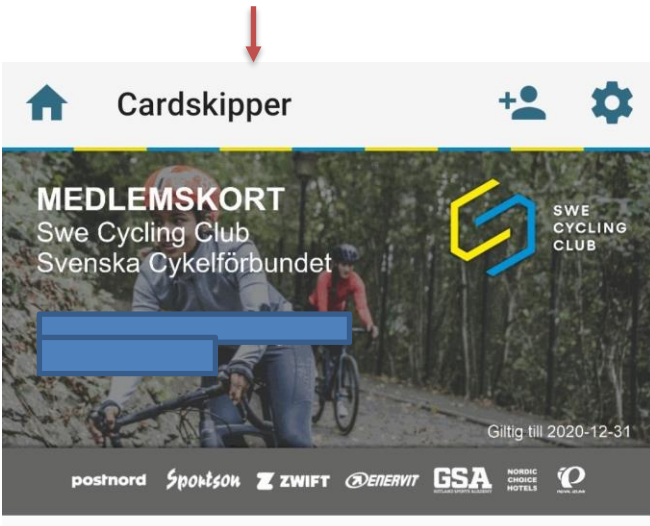 Cardskipper
MEDLEMSKORT
Swe Cycling Club
Svenska Cykelförbundet
SWE
CYCLING
CLUB
Giltig till 2020-12-31
postnord Sportson ZWIFT ENERVIT GSA NORDIC CHOICE HOTELS